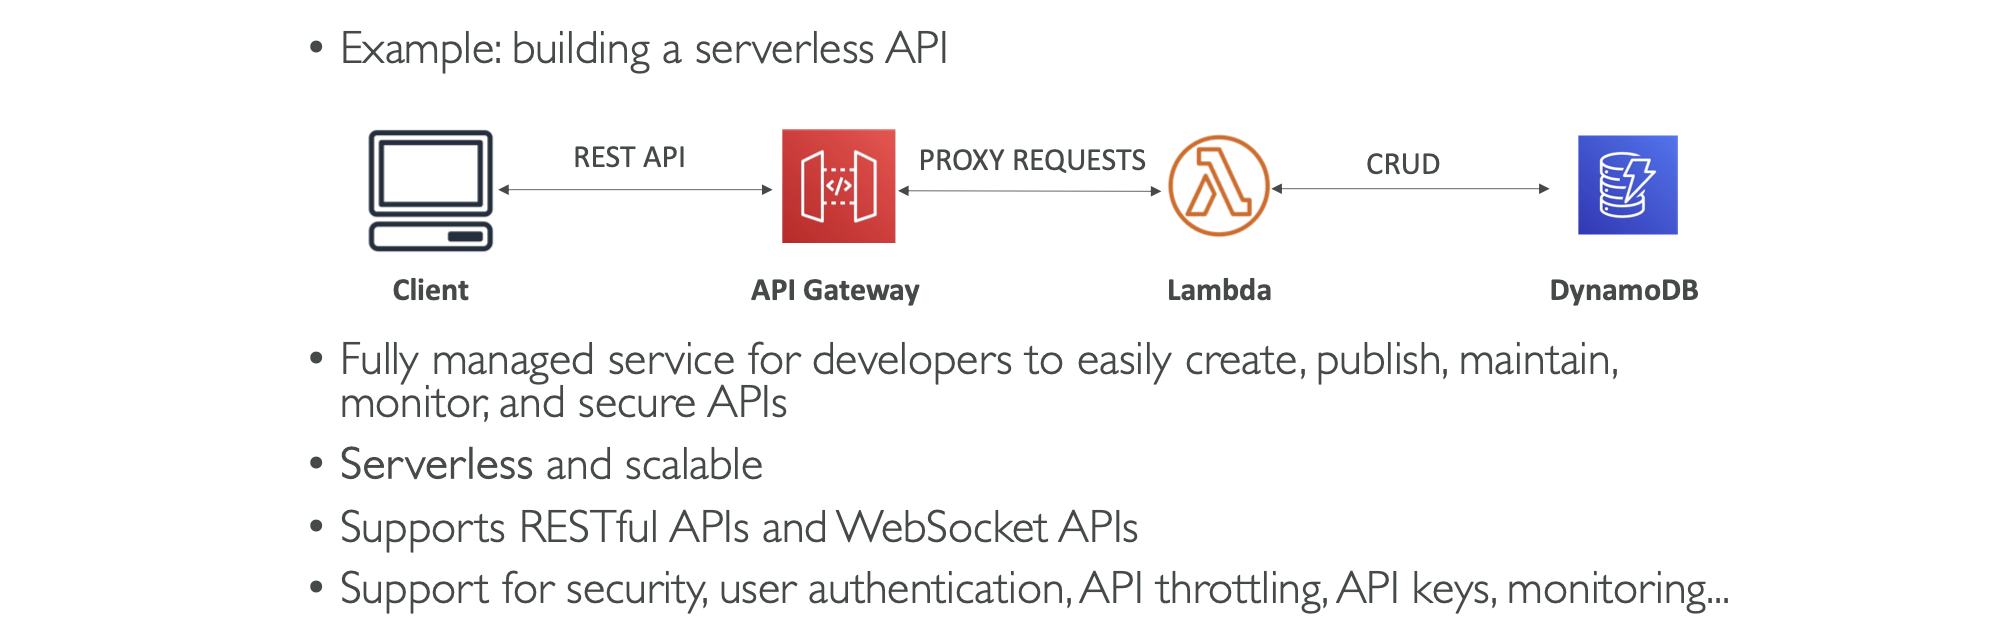 • Example: building a serverless API
REST API
PROXY REQUESTS
CRUD
</>
Client
API Gateway
Lambda
DynamoDB
• Fully managed service for developers to easily create, publish, maintain,
monitor, and secure APIs
• Serverless and scalable
• Supports RESTful APIs and WebSocket APIs
• Support for security, user authentication, API throttling, API keys, monitoring...